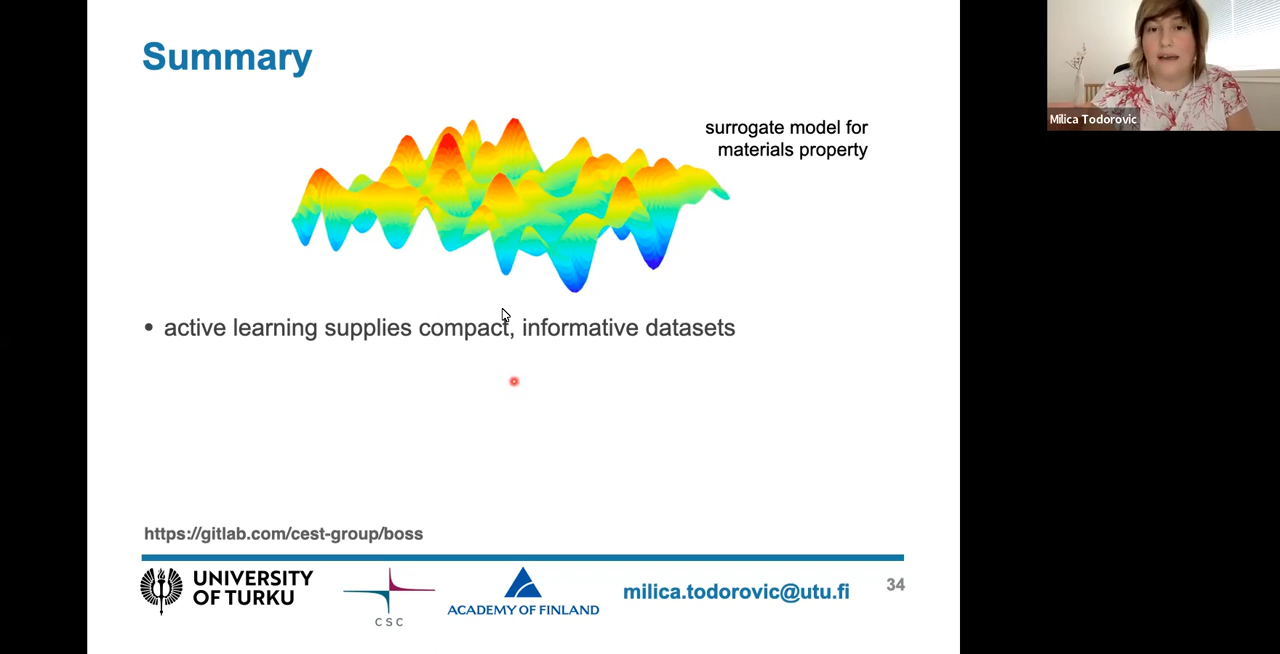 Summary
surrogate model for
materials property
Milica Todorovic
• active learning supplies compact, informative datasets
https://gitlab.com/cest-group/boss
UNIVERSITY
OF TURKU
CSC
ACADEMY OF FINLAND
milica.todorovic@utu.fi
34